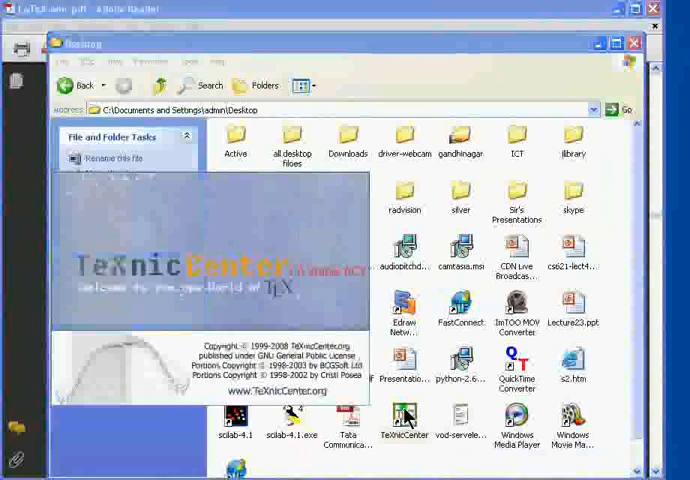 LaTeX-ann.pdf - Adobe Reader
Desktop
Back
Search
Folders
Address
C:\Documents and Settings\admin\Desktop
Go
File and Folder Tasks
Rename this file
Active
all desktop
driver-webcam
gandhinagar
ICT
jlibrary
Downloads
radvision
silver
Sir's
Presentations
skype
audiopitchd...
camtasia.msi
CDN Live
Broadcas...
cs621-lect4...
TeXnicCenter
Welcome to the
World of TEX
Copyright © 1999-2008 TeXnicCenter.org
published under GNU General Public License
Portions Copyright © 1998-2003 by BCGSoft Ltd
Portions Copyright © 1998-2002 by Cristi Posea
www.TeXnicCenter.org
Edraw
Netw...
FastConnect
ImTOO MOV
Converter
Lecture23.ppt
Presentatio...
python-2.6...
QuickTime
Converter
s2.htm
scilab-4.1
scilab-4.1.exe
Tata
Communica...
TeXnicCenter
vod-servele...
Windows
Media Player
Windows
Movie Ma...